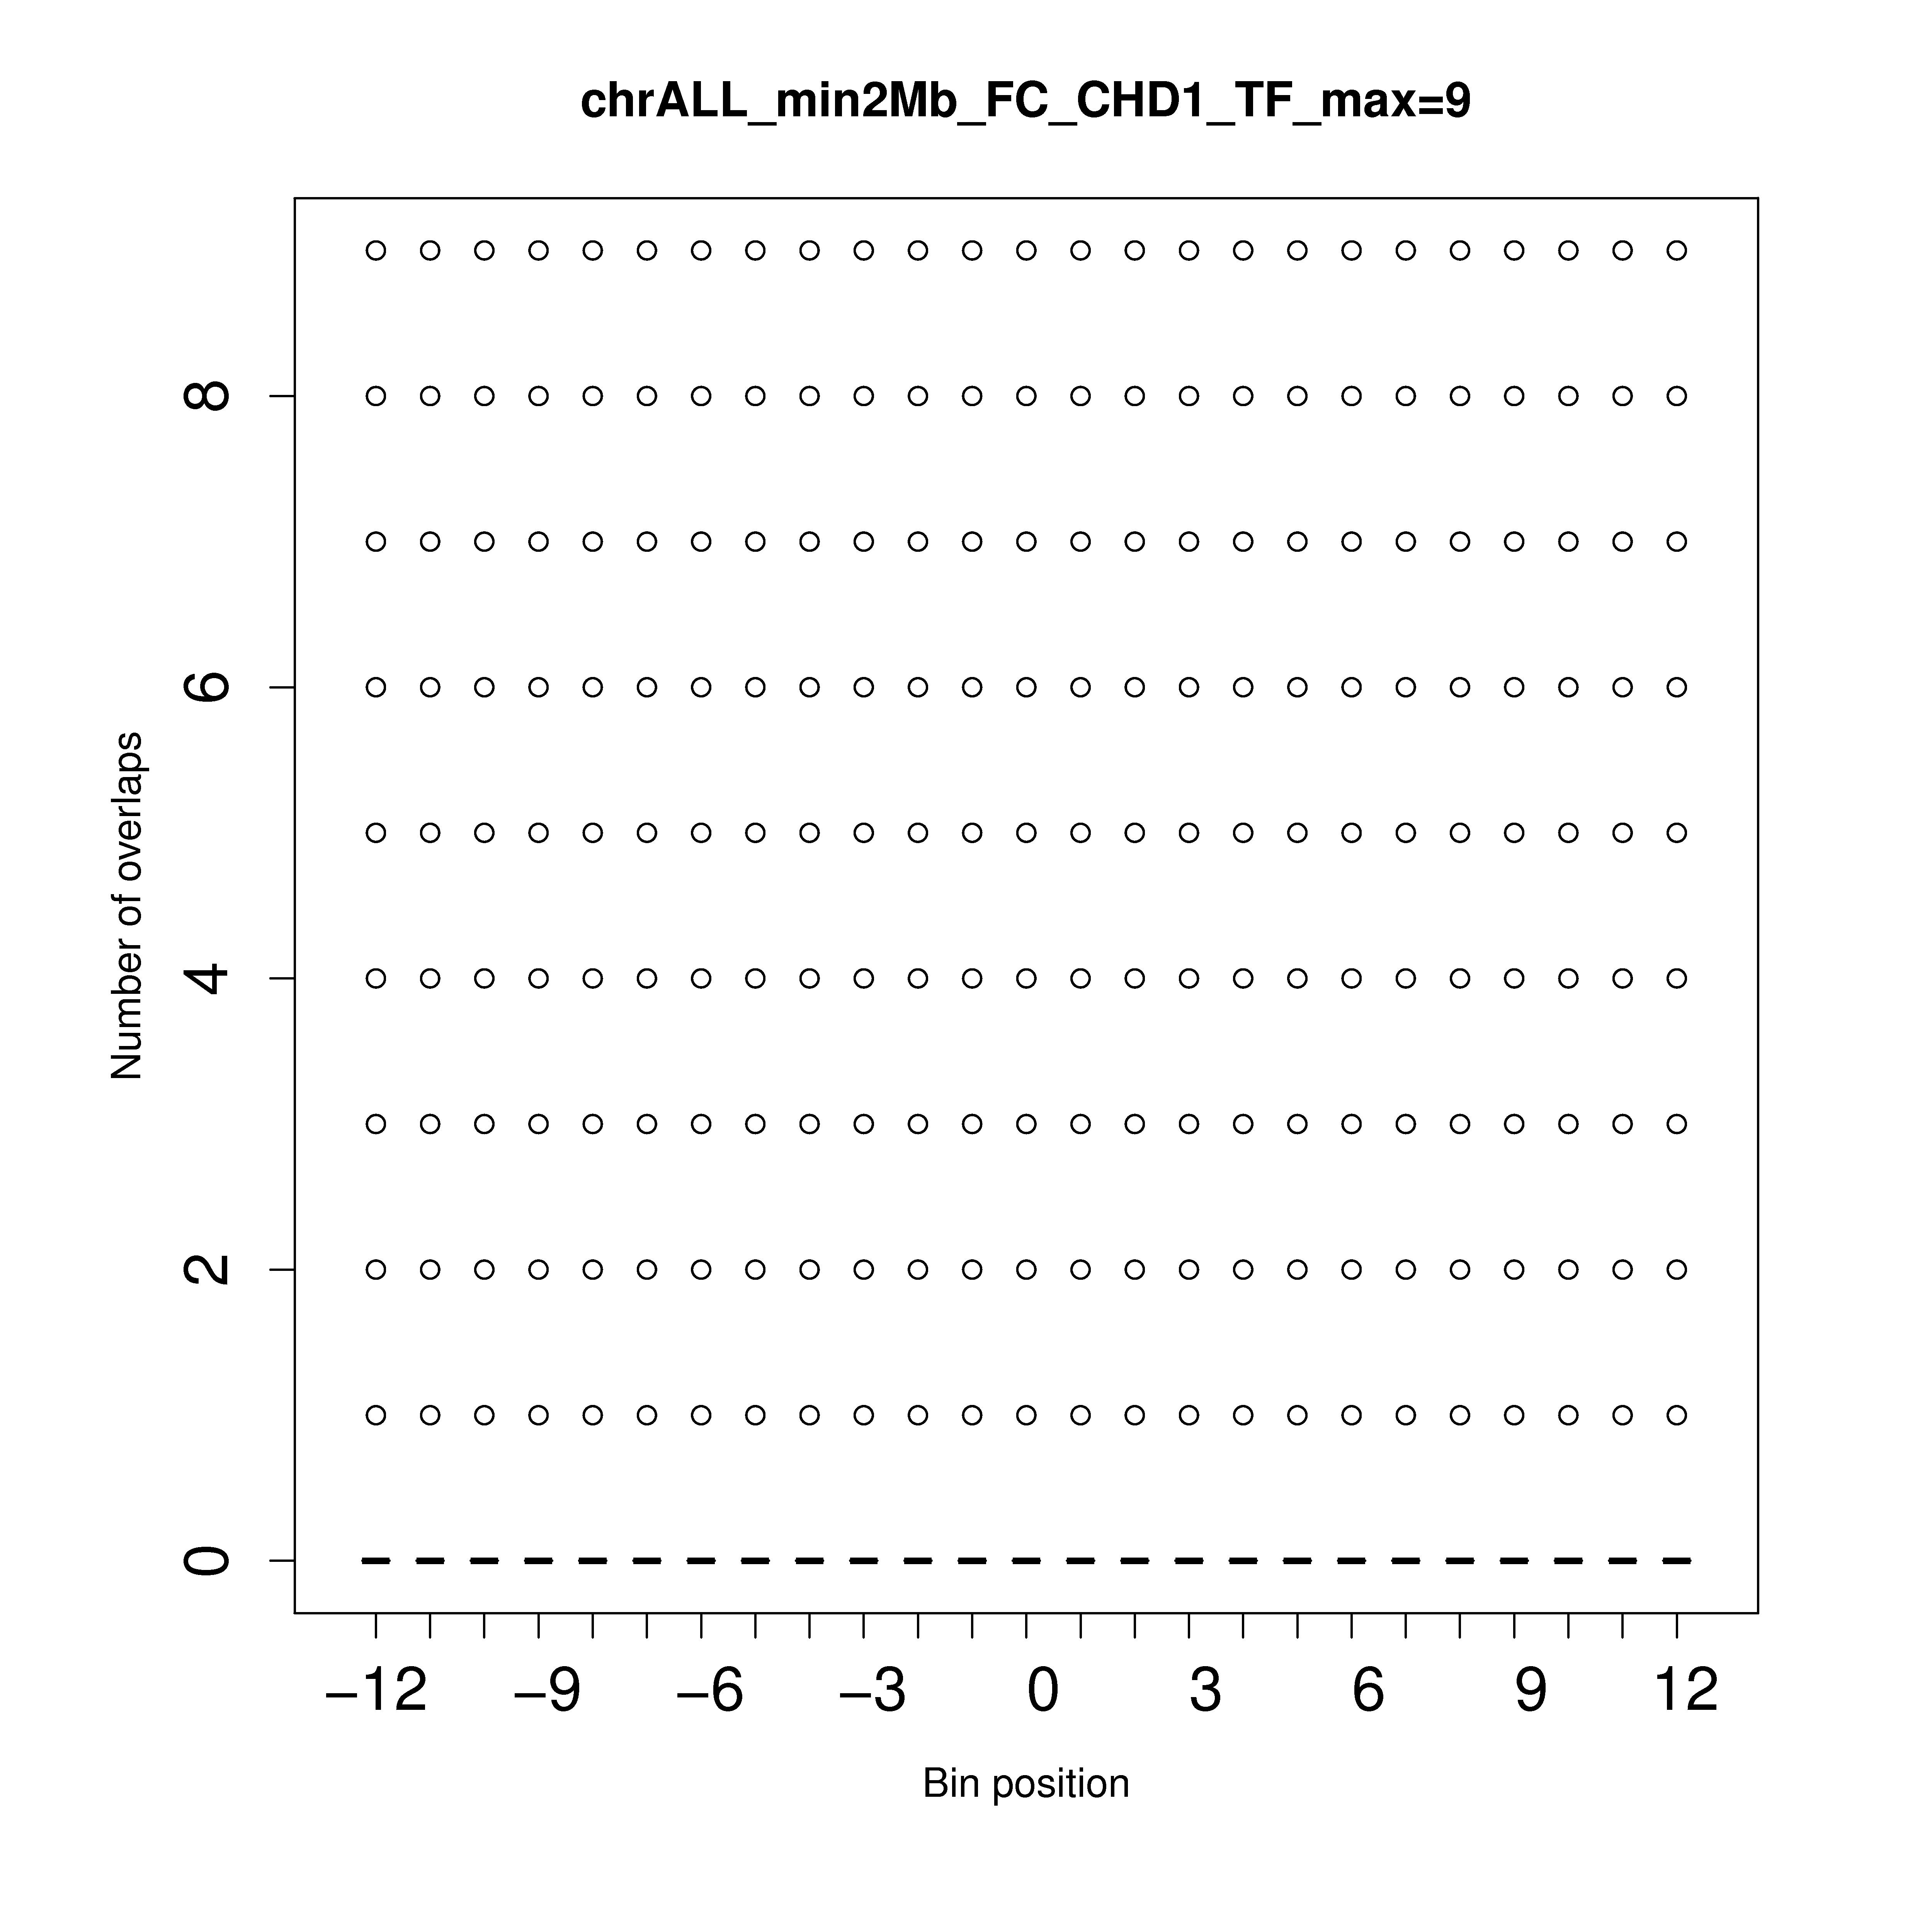 chrALL_min2Mb_FC_CHD1_TF_max=9
Number of overlaps
8
6
4
2
0
−12 −9 −6 −3 0 3 6 9 12
Bin position